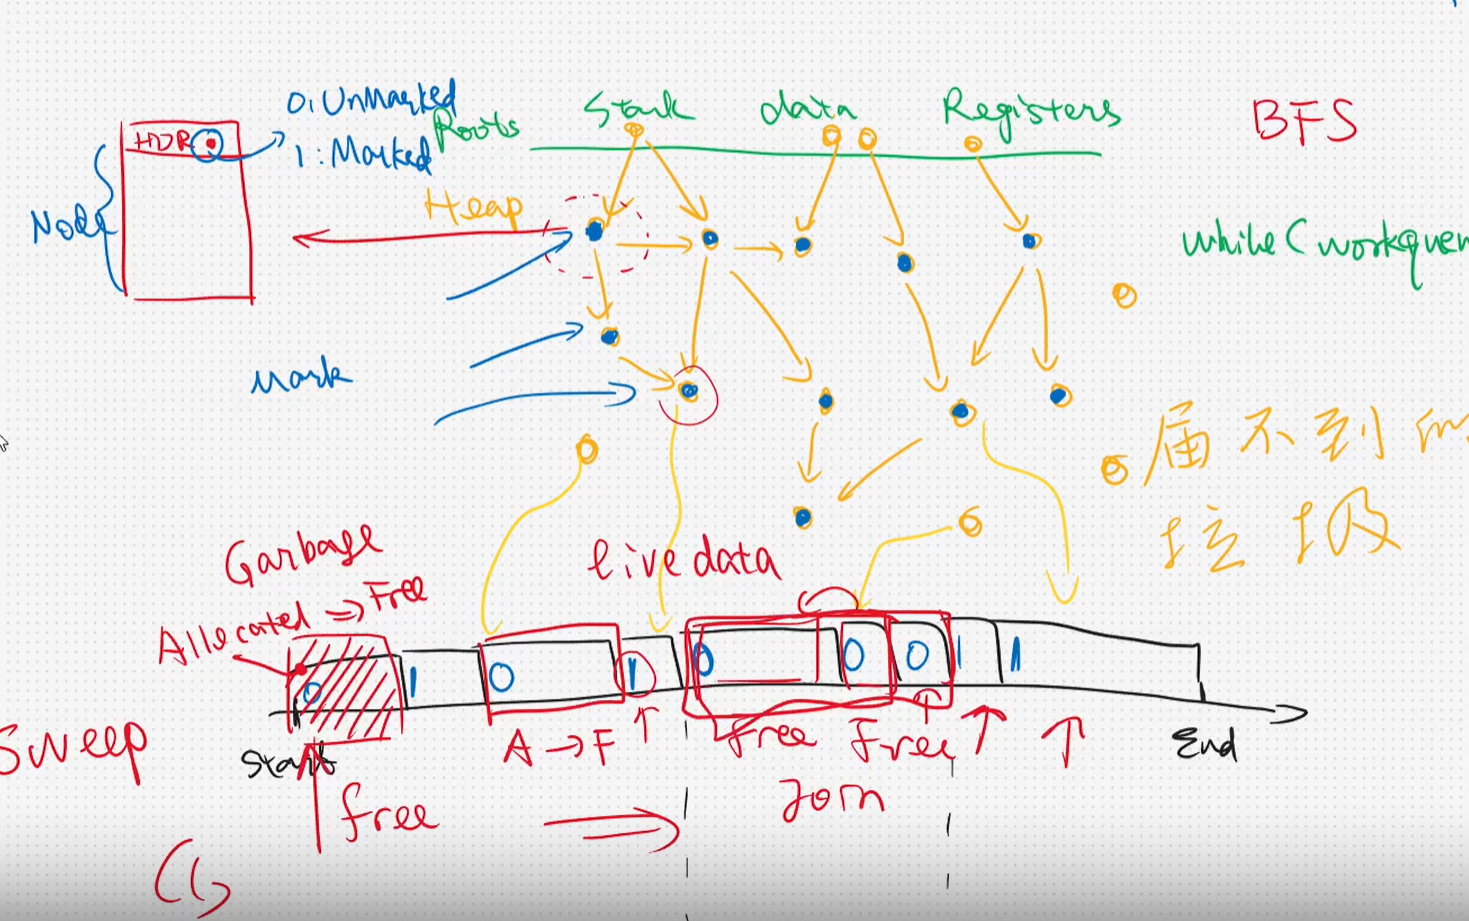 0: UnMarked
1: Marked
HDR
Node
Roots
Stack
data
Registers
BFS
Heap
while ( workque
Mark
届不到的
垃圾
Garbage
Allocated => Free
live data
0
1
0
1
0
0
0
1
1
Sweep
Start
A → F
Free
Free
End
free
Join